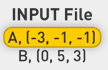 INPUT File
A, (-3, -1, -1)
B, (0, 5, 3)